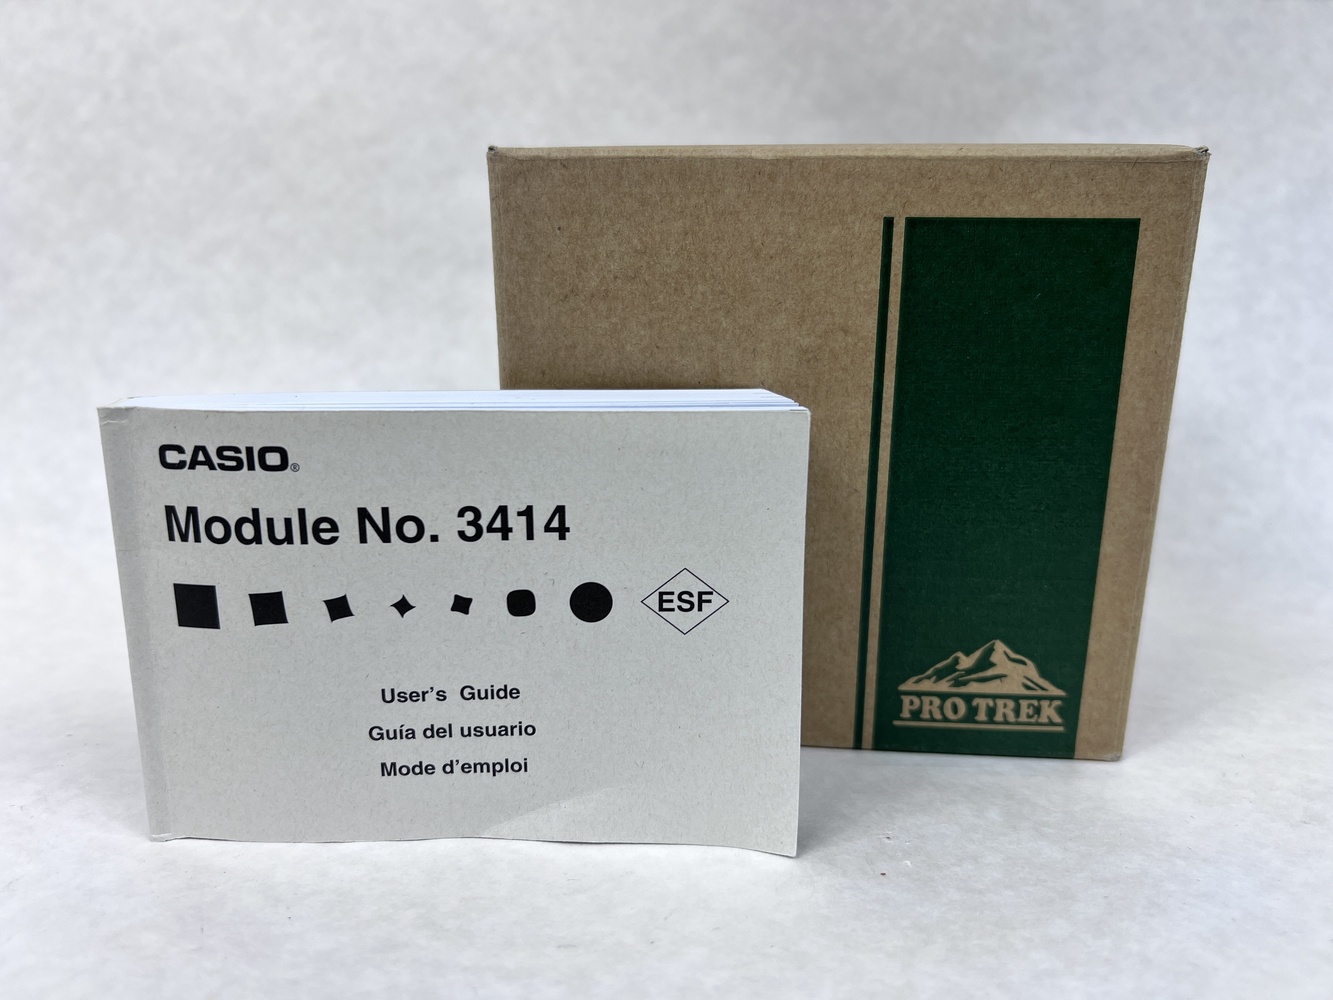 CASIO®
Module No. 3414
ESF
User's Guide
Guía del usuario
Mode d'emploi
PRO TREK